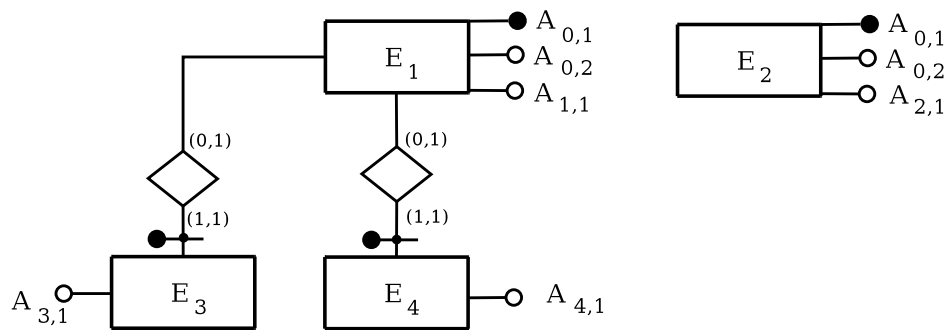 E 1
A 0,1
A 0,2
A 1,1
E 2
A 0,1
A 0,2
A 2,1
(0,1)
(0,1)
(1,1)
(1,1)
A 3,1
E 3
E 4
A 4,1